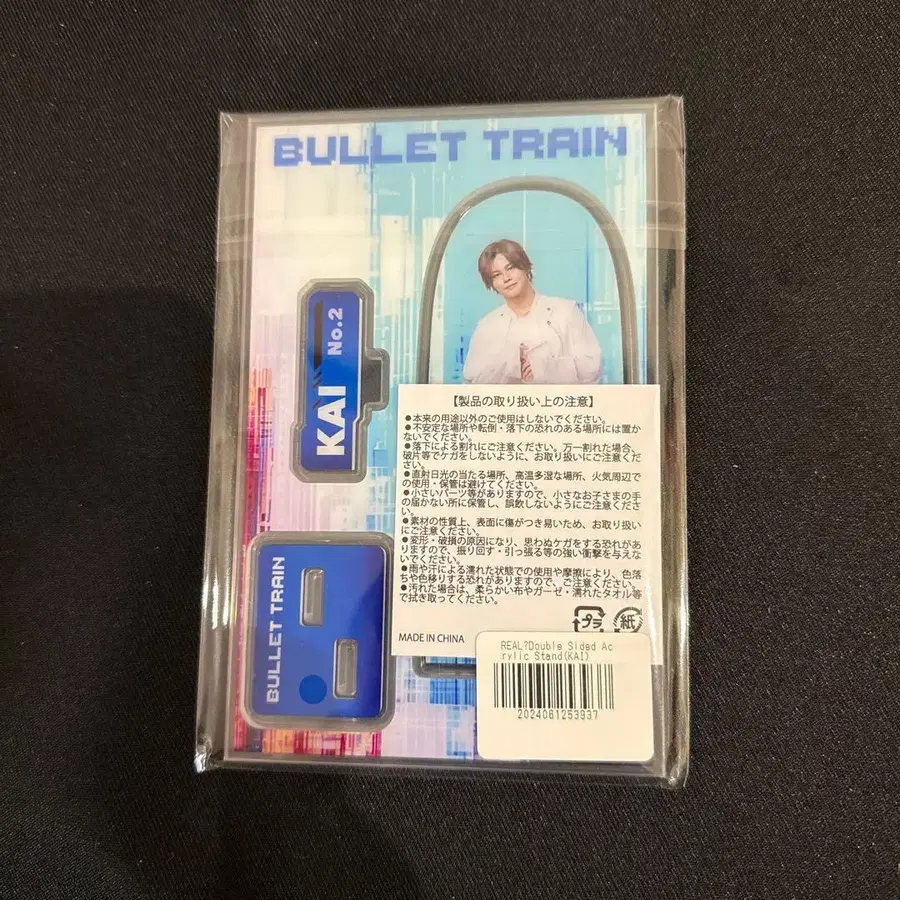 BULLET TRAIN
KAI No.2
BULLET TRAIN
【製品の取り扱い上の注意】
●本来の用途以外のご使用はしないでください。
●不安定な場所や転倒・落下の恐れのある場所には置か
ないでください。
●落下による割れにご注意ください。万一割れた場合、
破片等でケガをしないように、お取り扱いにご注意くださ
い。
●直射日光の当たる場所、高温多湿な場所、火気周辺で
の使用・保管は避けてください。
●小さいパーツ等がありますので、小さなお子さまの手
の届かない所に保管し、誤飲しないようにご注意くださ
い。
●素材の性質上、表面に傷がつき易いため、お取り扱い
にご注意ください。
●変形・破損の原因になり、思わぬケガをする恐れがあ
りますので、振り回す・引っ張る等の強い衝撃を与えな
いでください。
●雨や汗による濡れた状態での使用や摩擦により、色落
ちや色移りする恐れがありますので、ご注意ください。
●汚れた場合は、柔らかい布やガーゼ・濡れたタオル等
で拭き取ってください。
プラ 紙
MADE IN CHINA
REAL?Double Sided Ac
rylic Stand(KAI)
2024061253937